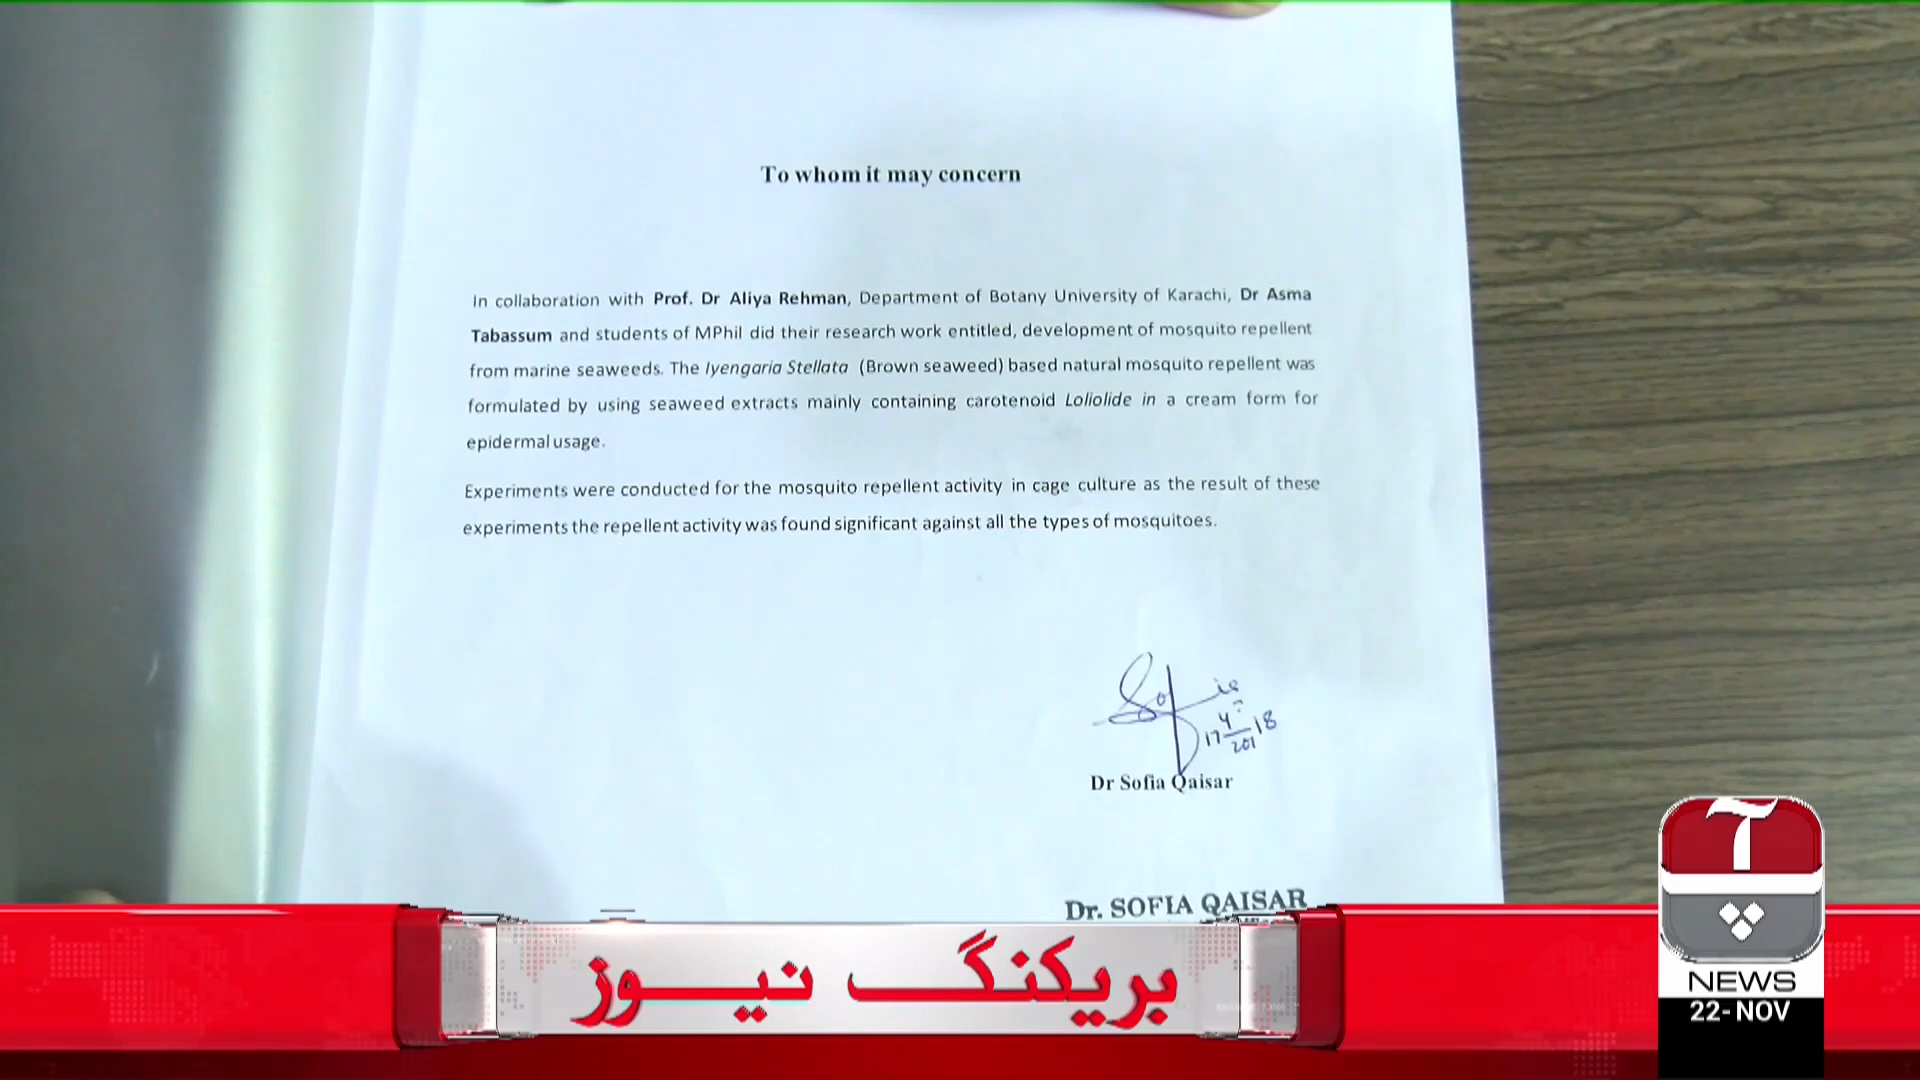 To whom it may concern
In collaboration with Prof. Dr Aliya Rehman, Department of Botany University of Karachi, Dr Asma
Tabassum and students of MPhil did their research work entitled, development of mosquito repellent
from marine seaweeds. The Iyengaria Stellata (Brown seaweed) based natural mosquito repellent was
formulated by using seaweed extracts mainly containing carotenoid Loliolide in a cream form for
epidermal usage.
Experiments were conducted for the mosquito repellent activity in cage culture as the result of these
experiments the repellent activity was found significant against all the types of mosquitoes.
Sofia
17 4/2018
Dr Sofia Qaisar
Dr. SOFIA QAISAR
بریکنگ نیوز
آپ
NEWS
22-NOV